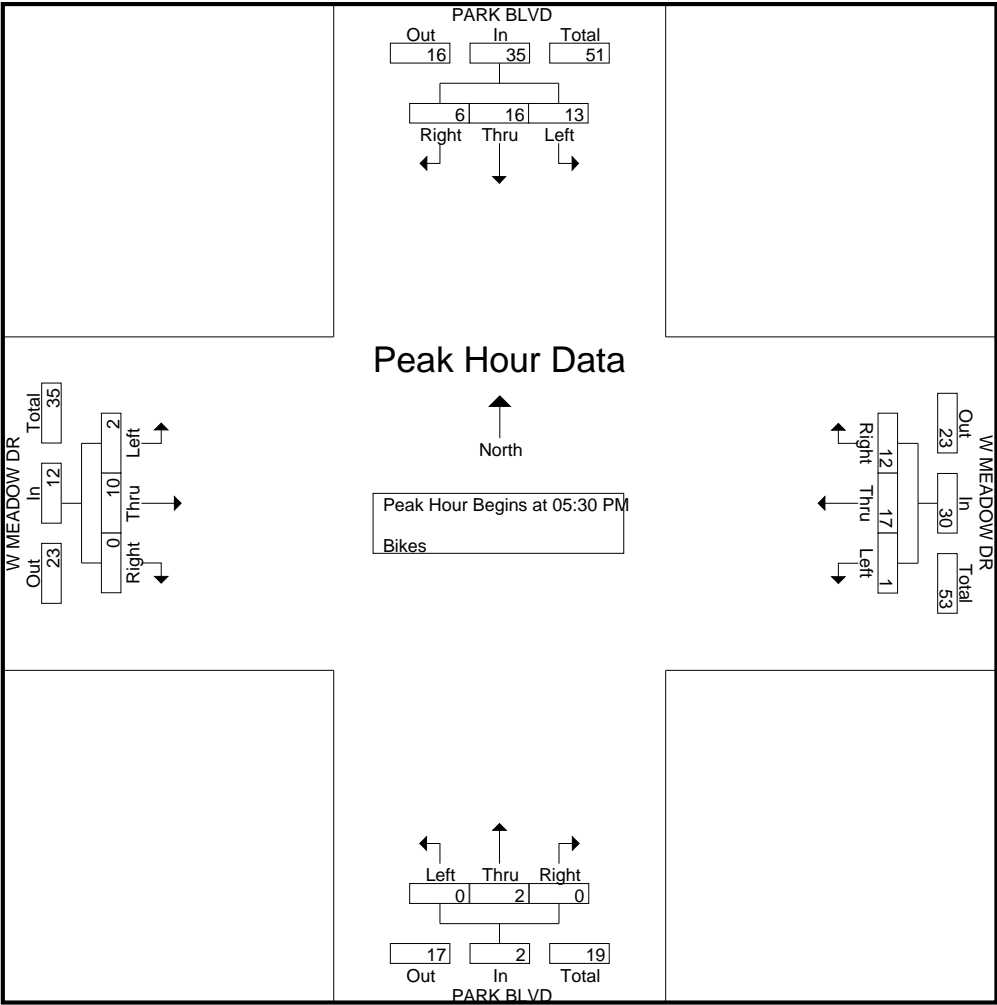 PARK BLVD
Out In Total
16 35 51
6 16 13
Right Thru Left
Peak Hour Data
North
Peak Hour Begins at 05:30 PM
Bikes
W MEADOW DR
Total In Out
35 12 23
2 10 0
Left Thru Right
W MEADOW DR
Out In Total
23 30 53
12 17 1
Right Thru Left
Left Thru Right
0 2 0
17 2 19
Out In Total
PARK BLVD